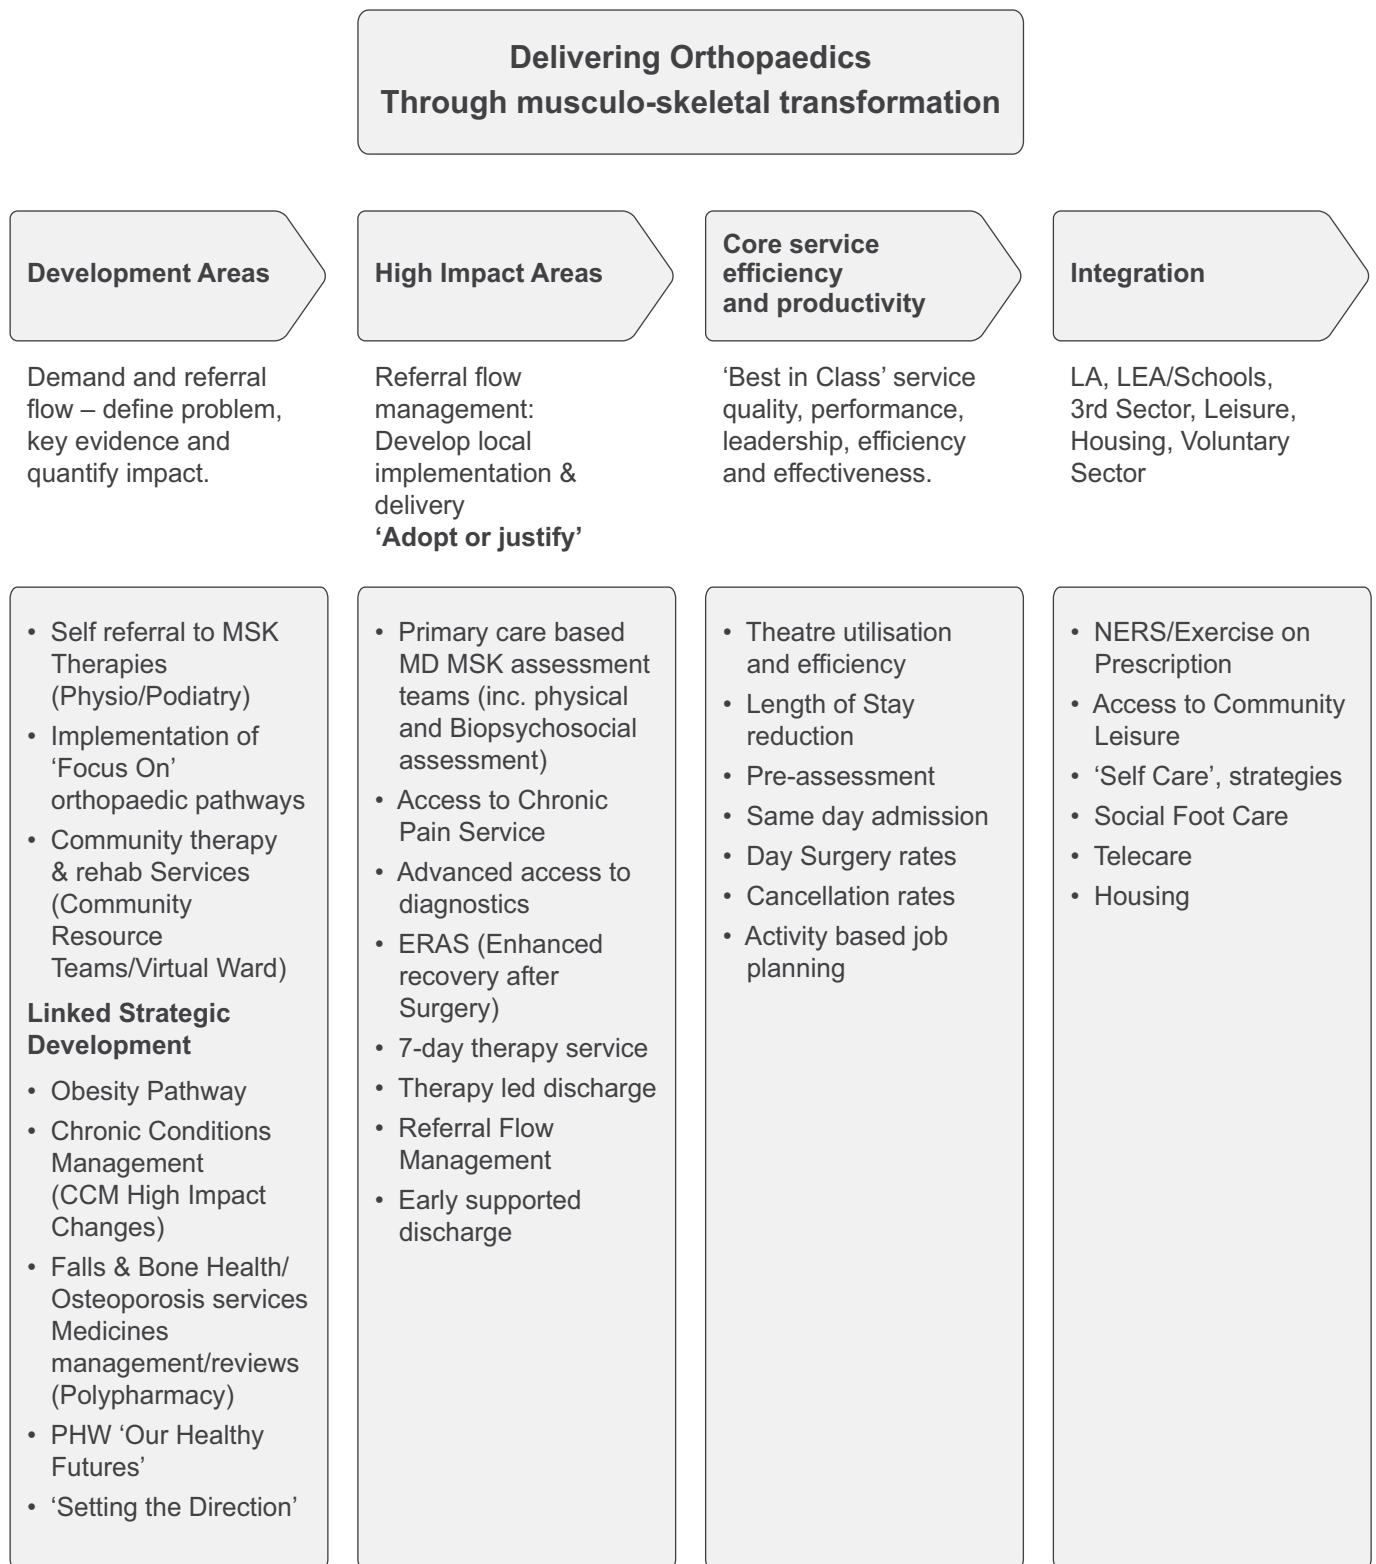 Delivering Orthopaedics
Through musculo-skeletal transformation
Development Areas
Demand and referral
flow – define problem,
key evidence and
quantify impact.
• Self referral to MSK
Therapies
(Physio/Podiatry)
• Implementation of
‘Focus On’
orthopaedic pathways
• Community therapy
& rehab Services
(Community
Resource
Teams/Virtual Ward)
Linked Strategic
Development
• Obesity Pathway
• Chronic Conditions
Management
(CCM High Impact
Changes)
• Falls & Bone Health/
Osteoporosis services
Medicines
management/reviews
(Polypharmacy)
• PHW ‘Our Healthy
Futures’
• ‘Setting the Direction’
High Impact Areas
Referral flow
management:
Develop local
implementation &
delivery
‘Adopt or justify’
• Primary care based
MD MSK assessment
teams (inc. physical
and Biopsychosocial
assessment)
• Access to Chronic
Pain Service
• Advanced access to
diagnostics
• ERAS (Enhanced
recovery after
Surgery)
• 7-day therapy service
• Therapy led discharge
• Referral Flow
Management
• Early supported
discharge
Core service
efficiency
and productivity
‘Best in Class’ service
quality, performance,
leadership, efficiency
and effectiveness.
• Theatre utilisation
and efficiency
• Length of Stay
reduction
• Pre-assessment
• Same day admission
• Day Surgery rates
• Cancellation rates
• Activity based job
planning
Integration
LA, LEA/Schools,
3rd Sector, Leisure,
Housing, Voluntary
Sector
• NERS/Exercise on
Prescription
• Access to Community
Leisure
• ‘Self Care’, strategies
• Social Foot Care
• Telecare
• Housing